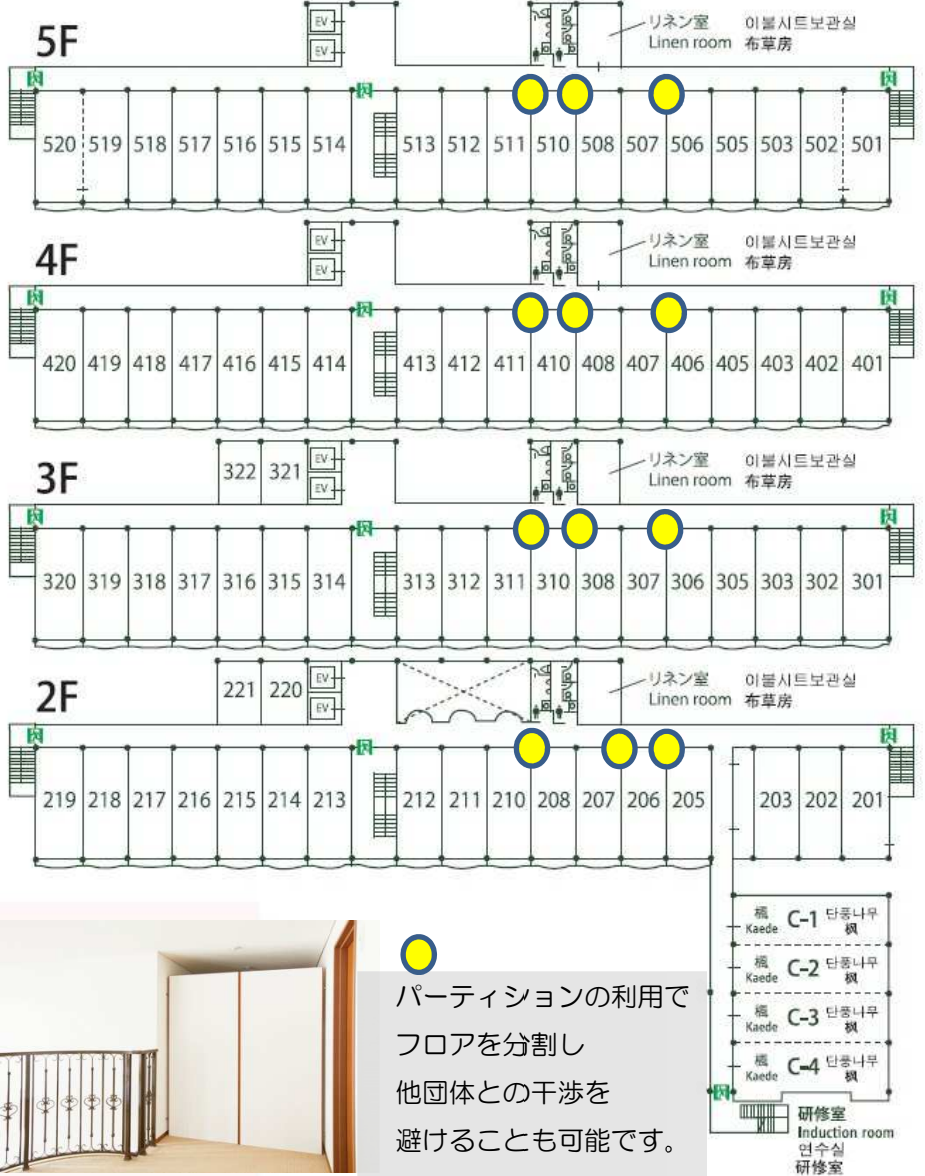 5F
EV
EV
リネン室 이불시트보관실
Linen room 布草房
520 519 518 517 516 515 514 513 512 511 510 508 507 506 505 503 502 501
4F
EV
EV
リネン室 이불시트보관실
Linen room 布草房
420 419 418 417 416 415 414 413 412 411 410 408 407 406 405 403 402 401
3F
322 321
EV
EV
リネン室 이불시트보관실
Linen room 布草房
320 319 318 317 316 315 314 313 312 311 310 308 307 306 305 303 302 301
2F
221 220
EV
EV
リネン室 이불시트보관실
Linen room 布草房
219 218 217 216 215 214 213 212 211 210 208 207 206 205 203 202 201
楓 C-1 단풍나무
Kaede 枫
楓 C-2 단풍나무
Kaede 枫
楓 C-3 단풍나무
Kaede 枫
楓 C-4 단풍나무
Kaede 枫
研修室
Induction room
연수실
研修室
パーティションの利用で
フロアを分割し
他団体との干渉を
避けることも可能です。